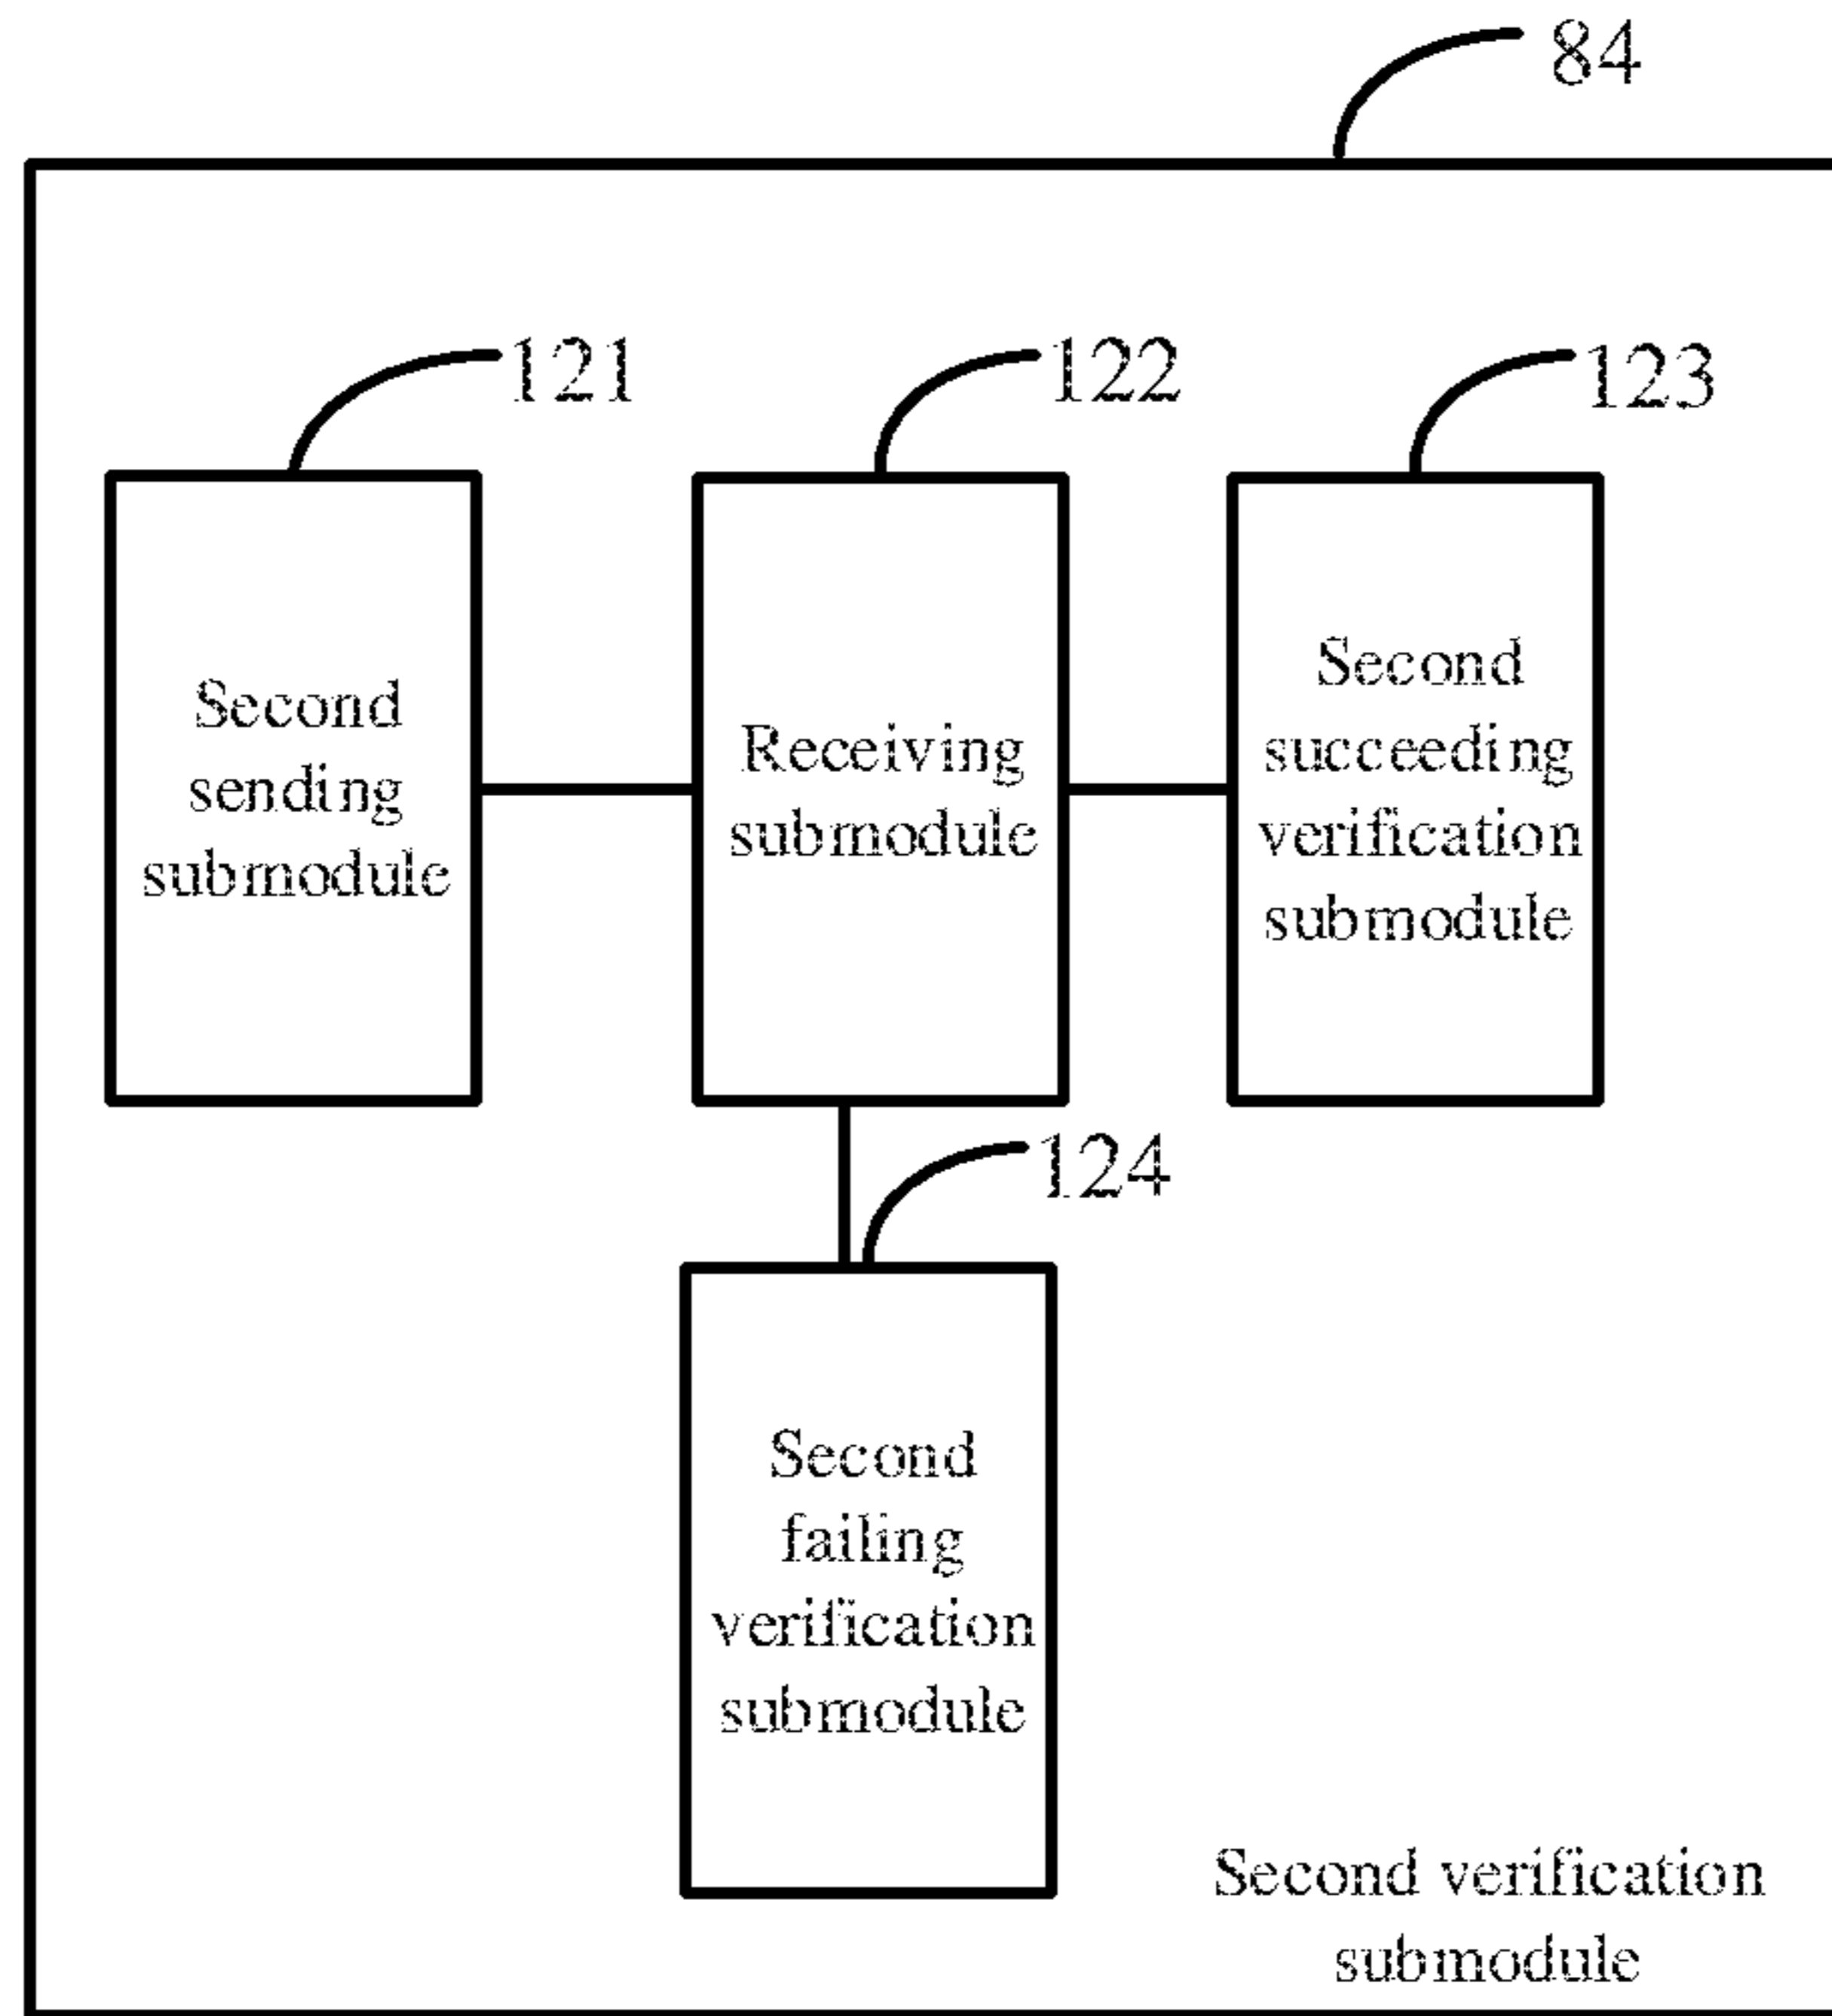 84
121
122
123
Second
sending
submodule
Receiving
submodule
Second
succeeding
verification
submodule
124
Second
failing
verification
submodule
Second verification
submodule